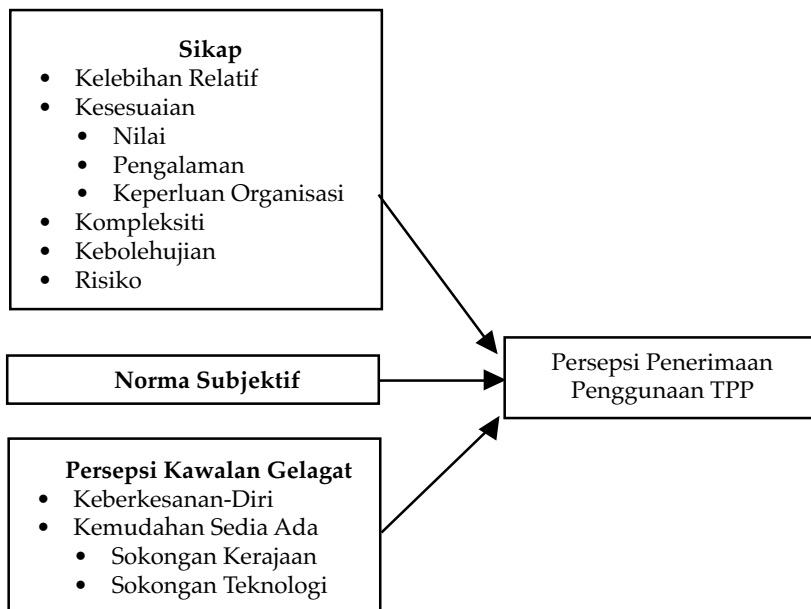 Sikap
• Kelebihan Relatif
• Kesesuaian
• Nilai
• Pengalaman
• Keperluan Organisasi
• Kompleksiti
• Kebolehujian
• Risiko
Norma Subjektif
Persepsi Kawalan Gelagat
• Keberkesanan-Diri
• Kemudahan Sedia Ada
• Sokongan Kerajaan
• Sokongan Teknologi
Persepsi Penerimaan
Penggunaan TPP